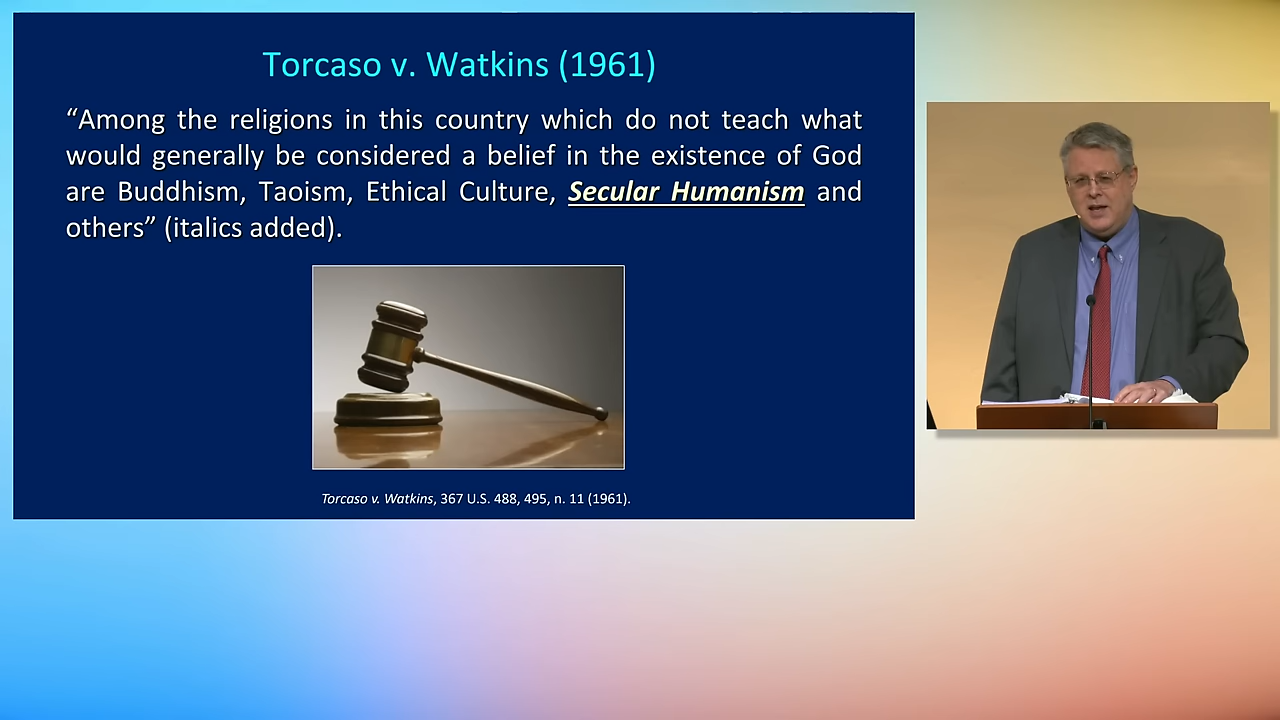 Torcaso v. Watkins (1961)
“Among the religions in this country which do not teach what
would generally be considered a belief in the existence of God
are Buddhism, Taoism, Ethical Culture, Secular Humanism and
others” (italics added).
Torcaso v. Watkins, 367 U.S. 488, 495, n. 11 (1961).